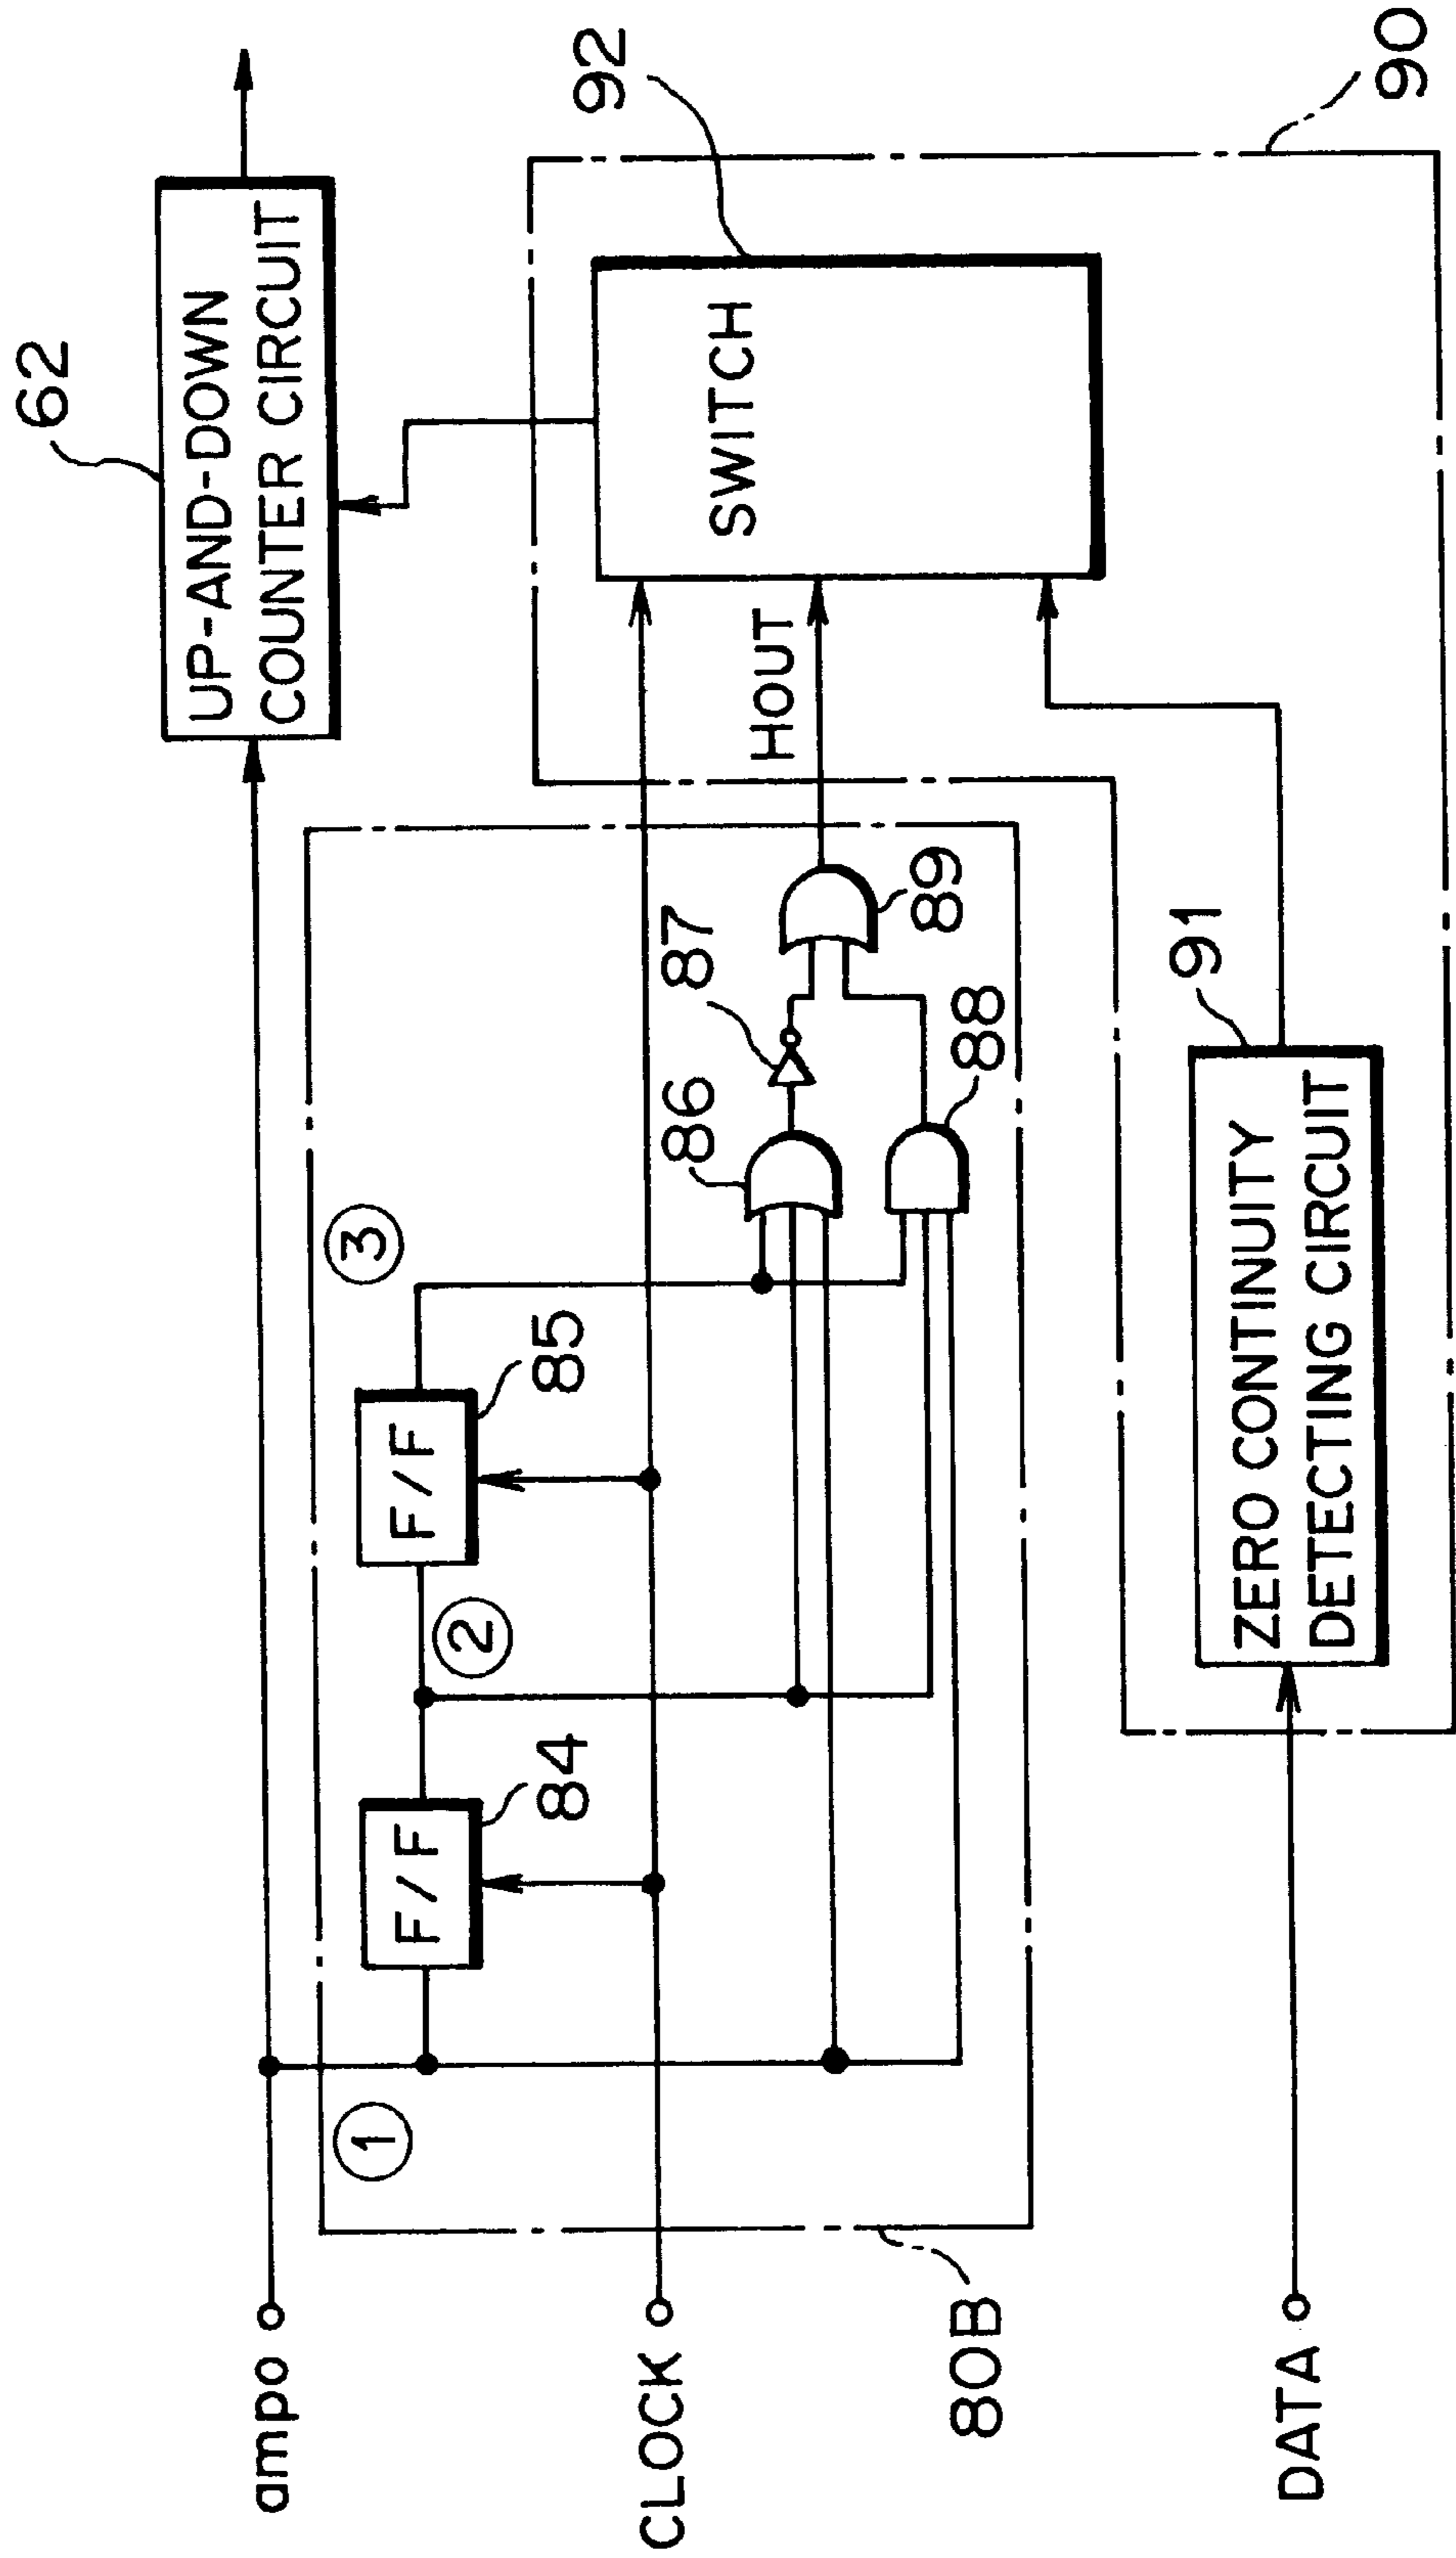 62
UP-AND-DOWN
COUNTER CIRCUIT
92
SWITCH
90
HOUT
ampo
①
F/F
84
②
F/F
85
③
86
87
88
89
CLOCK
80B
91
ZERO CONTINUITY
DETECTING CIRCUIT
DATA